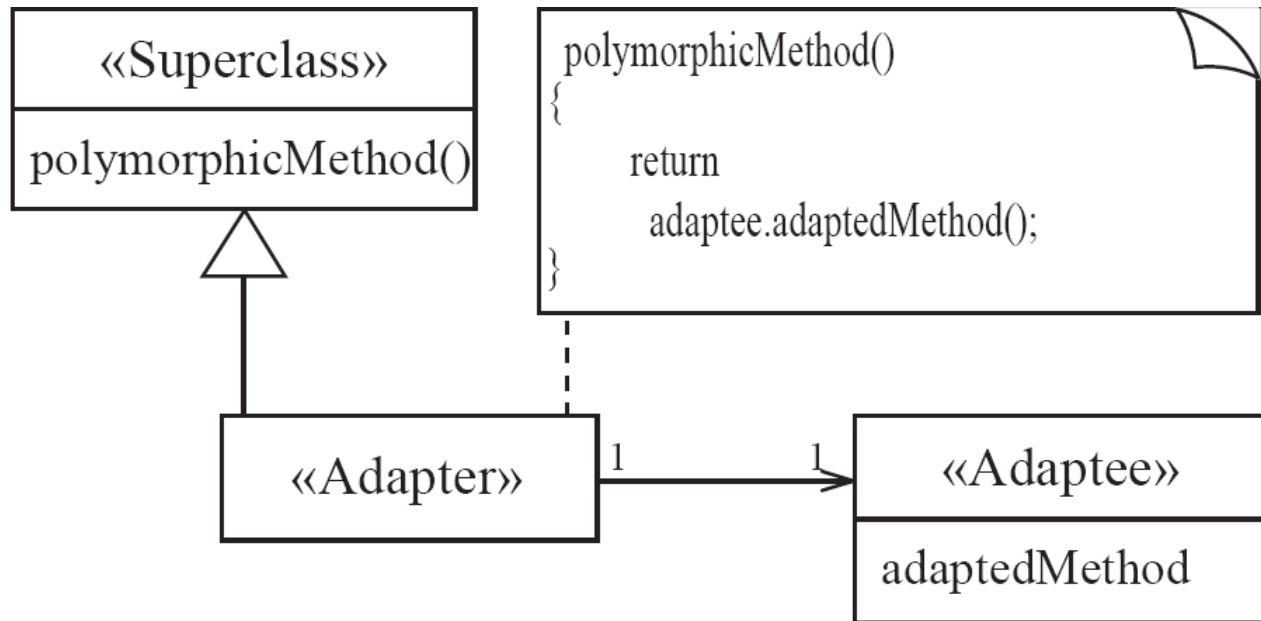 «Superclass»
polymorphicMethod()
polymorphicMethod()
{
return
adaptee.adaptedMethod();
}
«Adapter»
1
1
«Adaptee»
adaptedMethod